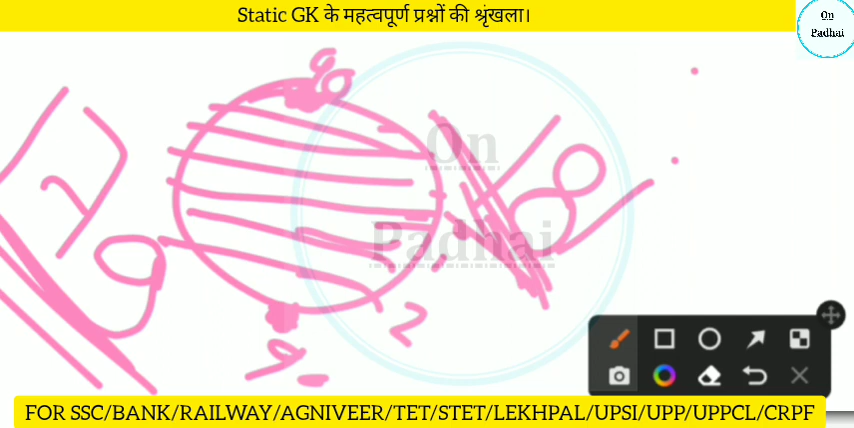 Static GK के महत्वपूर्ण प्रश्नों की श्रृंखला।
On
Padhai
On
Padhai
FOR SSC/BANK/RAILWAY/AGNIVEER/TET/STET/LEKHPAL/UPSI/UPP/UPPCL/CRPF